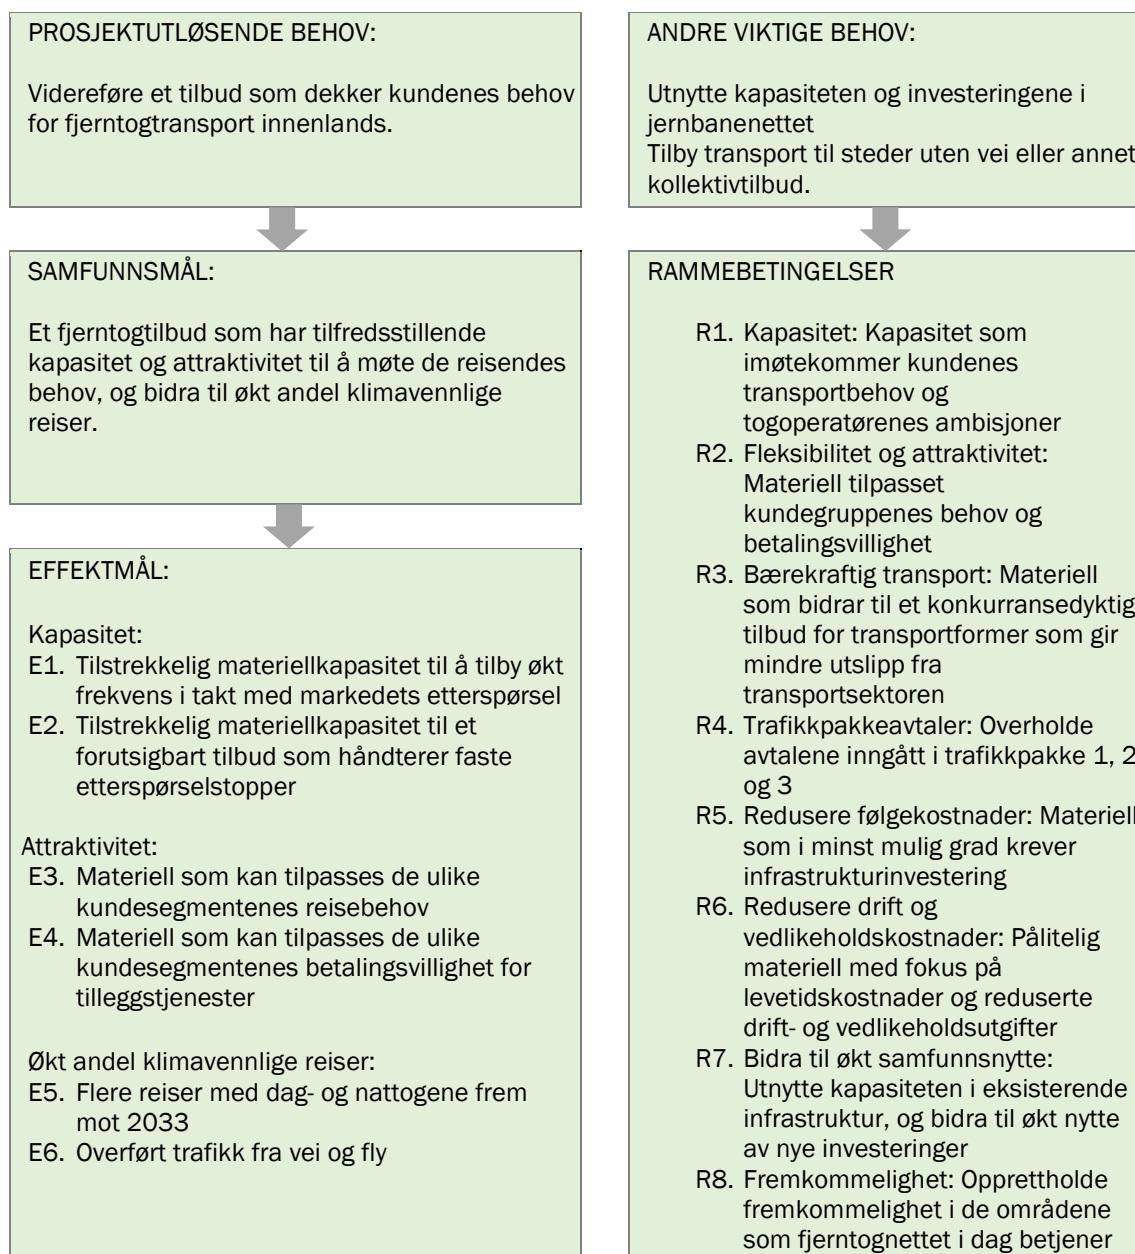 PROSJEKTUTLØSENDE BEHOV:
Videreføre et tilbud som dekker kundenes behov
for fjerntogtransport innenlands.
SAMFUNNSMÅL:
Et fjerntogtilbud som har tilfredsstillende
kapasitet og attraktivitet til å møte de reisendes
behov, og bidra til økt andel klimavennlige
reiser.
EFFEKTMÅL:
Kapasitet:
E1. Tilstrekkelig materiellkapasitet til å tilby økt
frekvens i takt med markedets etterspørsel
E2. Tilstrekkelig materiellkapasitet til et
forutsigbart tilbud som håndterer faste
etterspørselstopper
Attraktivitet:
E3. Materiell som kan tilpasses de ulike
kundesegmentenes reisebehov
E4. Materiell som kan tilpasses de ulike
kundesegmentenes betalingsvillighet for
tilleggstjenester
Økt andel klimavennlige reiser:
E5. Flere reiser med dag- og nattogene frem
mot 2033
E6. Overført trafikk fra vei og fly
ANDRE VIKTIGE BEHOV:
Utnytte kapasiteten og investeringene i
jernbanenettet
Tilby transport til steder uten vei eller annet
kollektivtilbud.
RAMMEBETINGELSER
R1. Kapasitet: Kapasitet som
imøtekommer kundenes
transportbehov og
togoperatørenes ambisjoner
R2. Fleksibilitet og attraktivitet:
Materiell tilpasset
kundegruppenes behov og
betalingsvillighet
R3. Bærekraftig transport: Materiell
som bidrar til et konkurransedyktig
tilbud for transportformer som gir
mindre utslipp fra
transportsektoren
R4. Trafikkpakkeavtaler: Overholde
avtalene inngått i trafikkpakke 1, 2
og 3
R5. Redusere følgekostnader: Materiell
som i minst mulig grad krever
infrastrukturinvestering
R6. Redusere drift og
vedlikeholdskostnader: Pålitelig
materiell med fokus på
levetidskostnader og reduserte
drift- og vedlikeholdsutgifter
R7. Bidra til økt samfunnsnytte:
Utnytte kapasiteten i eksisterende
infrastruktur, og bidra til økt nytte
av nye investeringer
R8. Fremkommelighet: Opprettholde
fremkommelighet i de områdene
som fjerntognettet i dag betjener